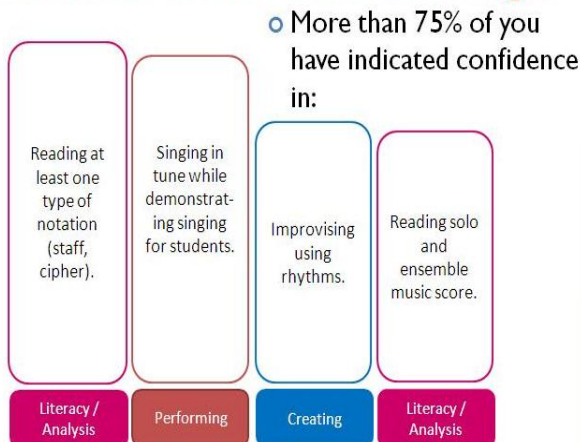 More than 75% of you
have indicated confidence
in:
Reading at
least one
type of
notation
(staff,
cipher).
Singing in
tune while
demonstrat-
ing singing
for students.
Improvising
using
rhythms.
Reading solo
and
ensemble
music score.
Literacy /
Analysis
Performing
Creating
Literacy /
Analysis